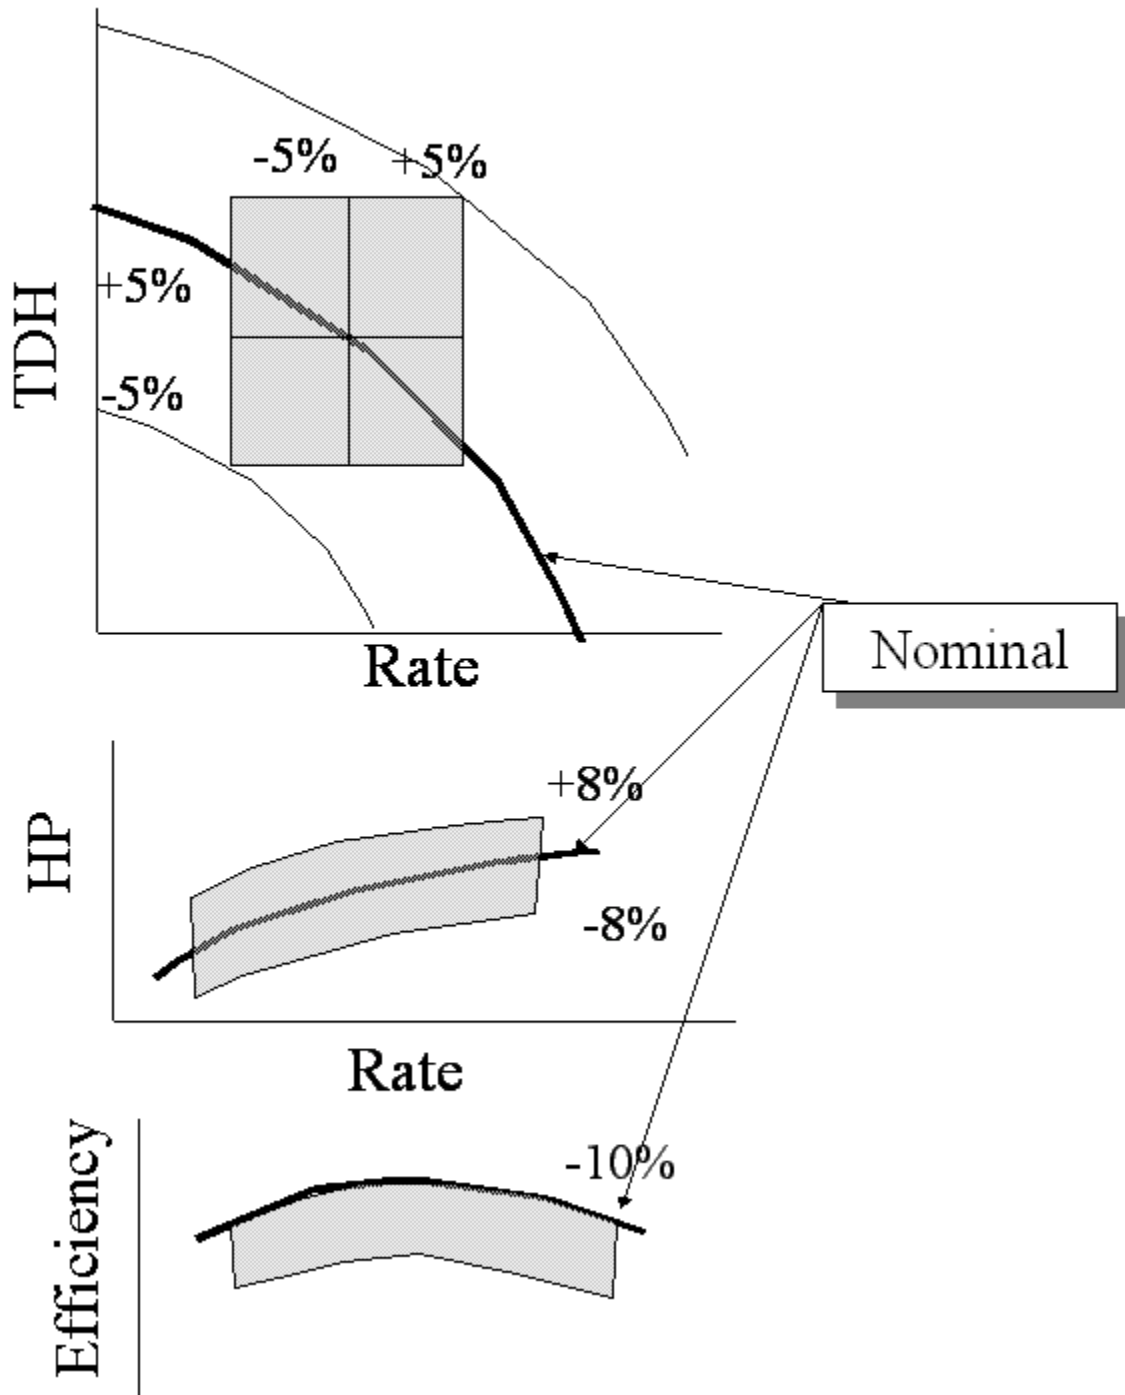 -5%
+5%
+5%
-5%
TDH
Rate
Nominal
+8%
HP
-8%
Rate
-10%
Efficiency